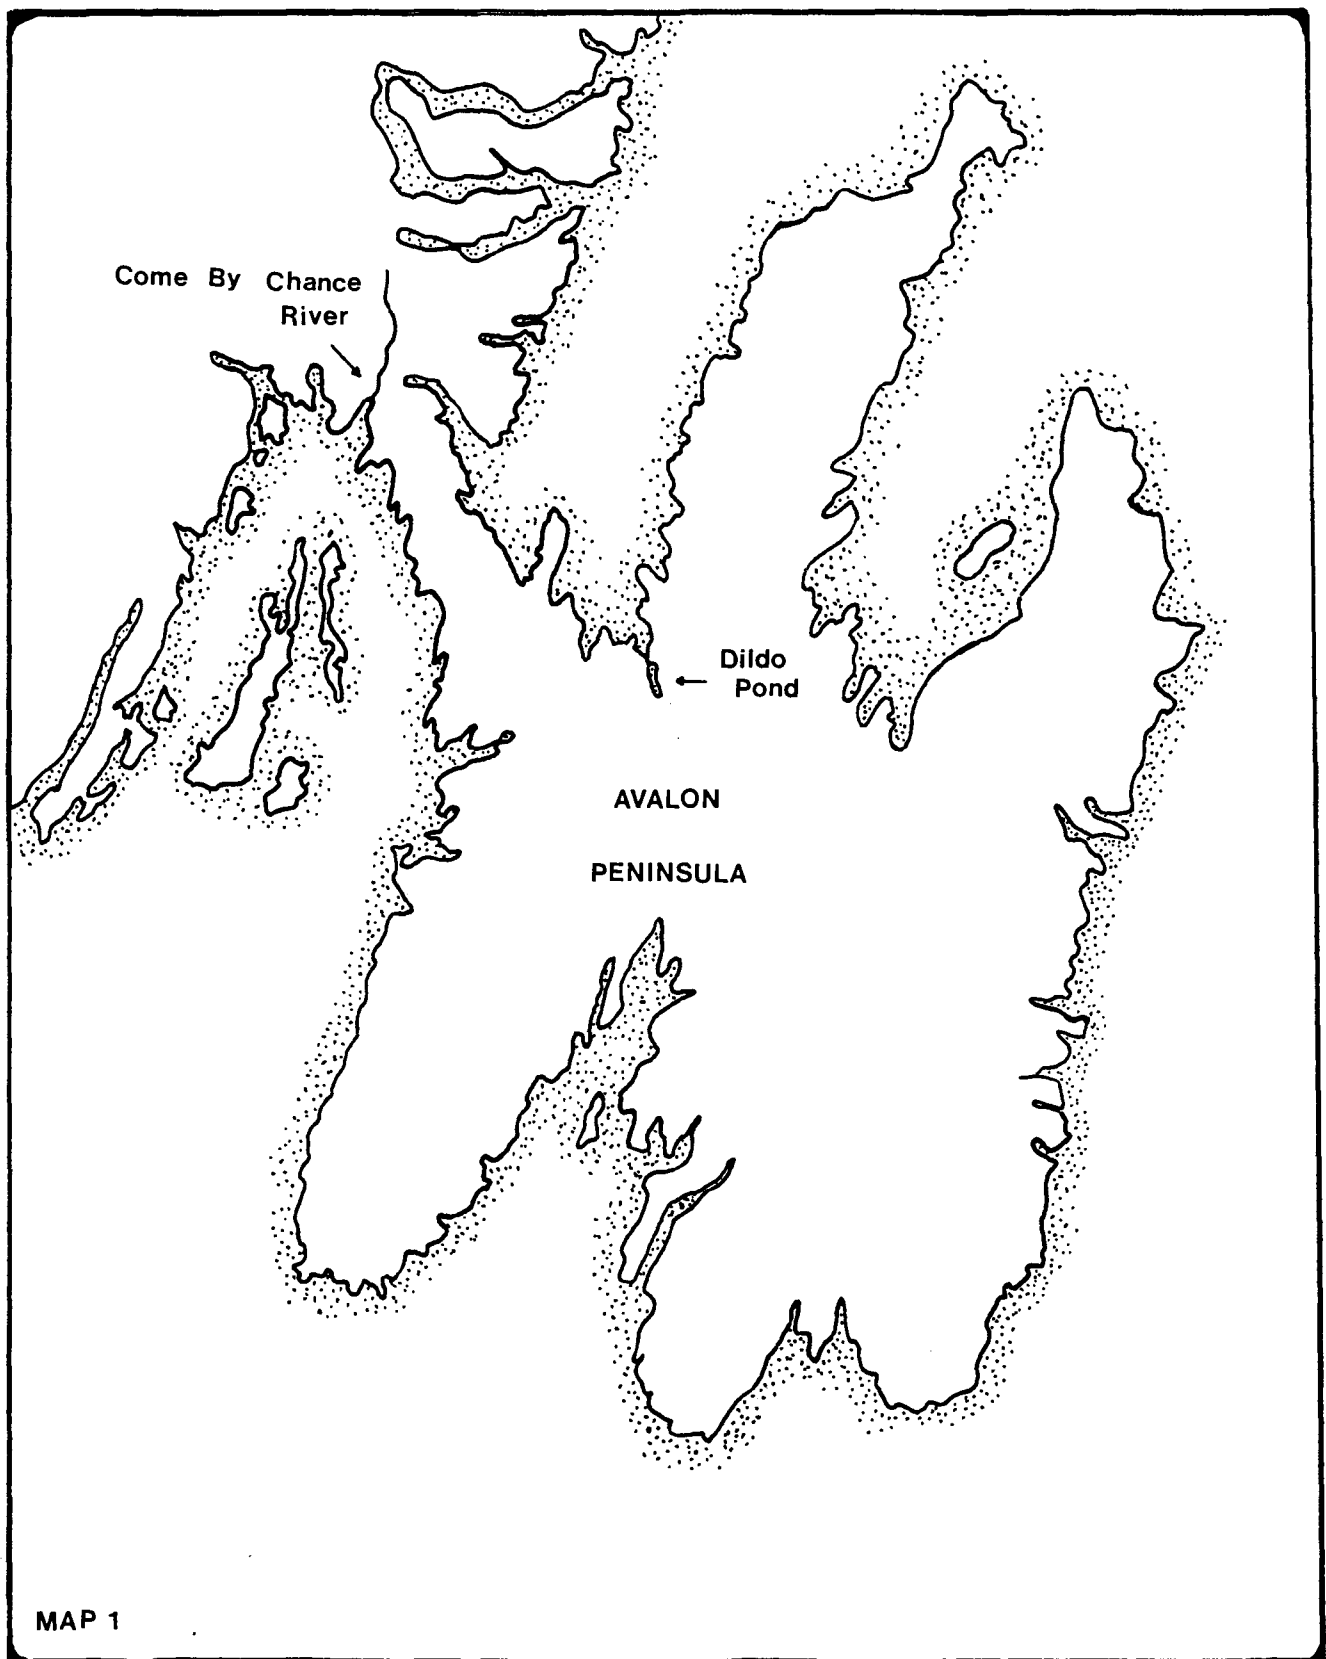 Come By Chance
River
Dildo
Pond
AVALON
PENINSULA
MAP 1